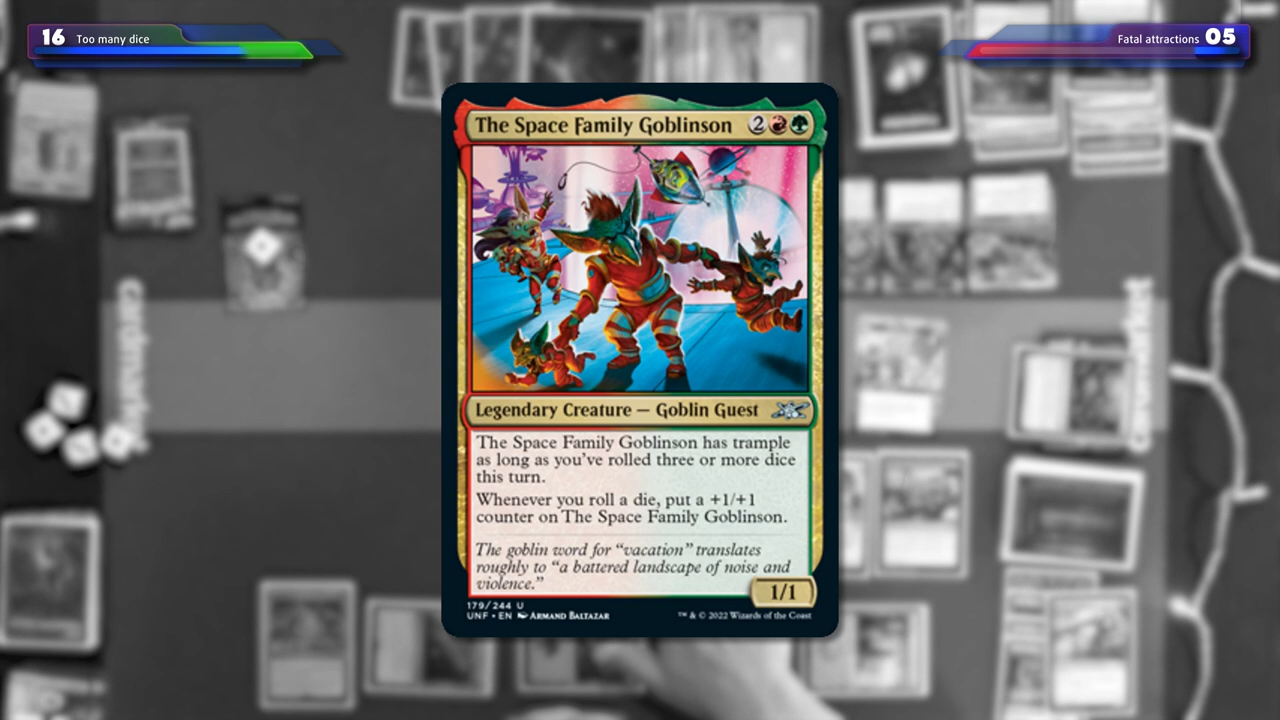 16 Too many dice
Fatal attractions 05
The Space Family Goblinson 2
Legendary Creature — Goblin Guest
The Space Family Goblinson has trample
as long as you've rolled three or more dice
this turn.
Whenever you roll a die, put a +1/+1
counter on The Space Family Goblinson.
The goblin word for “vacation” translates
roughly to “a battered landscape of noise and
violence.”
1/1
179/244 U
UNF • EN Armand Baltazar
™ & © 2022 Wizards of the Coast